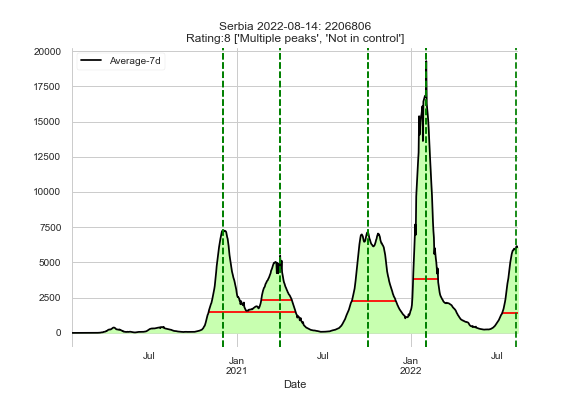 Serbia 2022-08-14: 2206806
Rating:8 ['Multiple peaks', 'Not in control']
20000
Average-7d
17500
15000
12500
10000
7500
5000
2500
0
Jul
Jan
2021
Jul
Jan
2022
Jul
Date